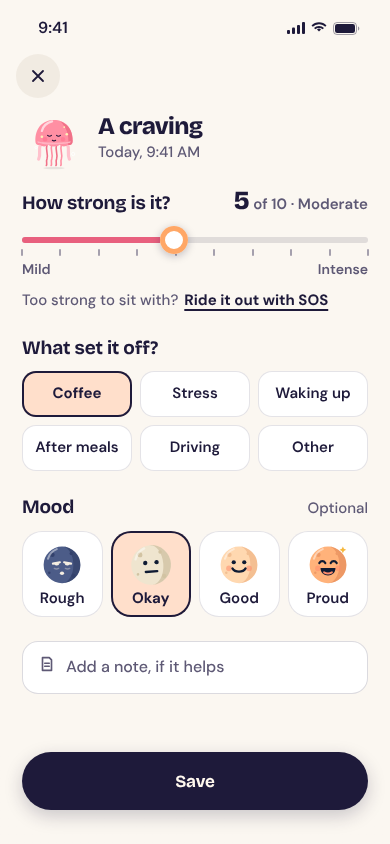 9:41
A craving
Today, 9:41 AM
How strong is it?
5 of 10 · Moderate
Mild
Intense
Too strong to sit with? Ride it out with SOS
What set it off?
Coffee
Stress
Waking up
After meals
Driving
Other
Mood
Optional
Rough
Okay
Good
Proud
Add a note, if it helps
Save